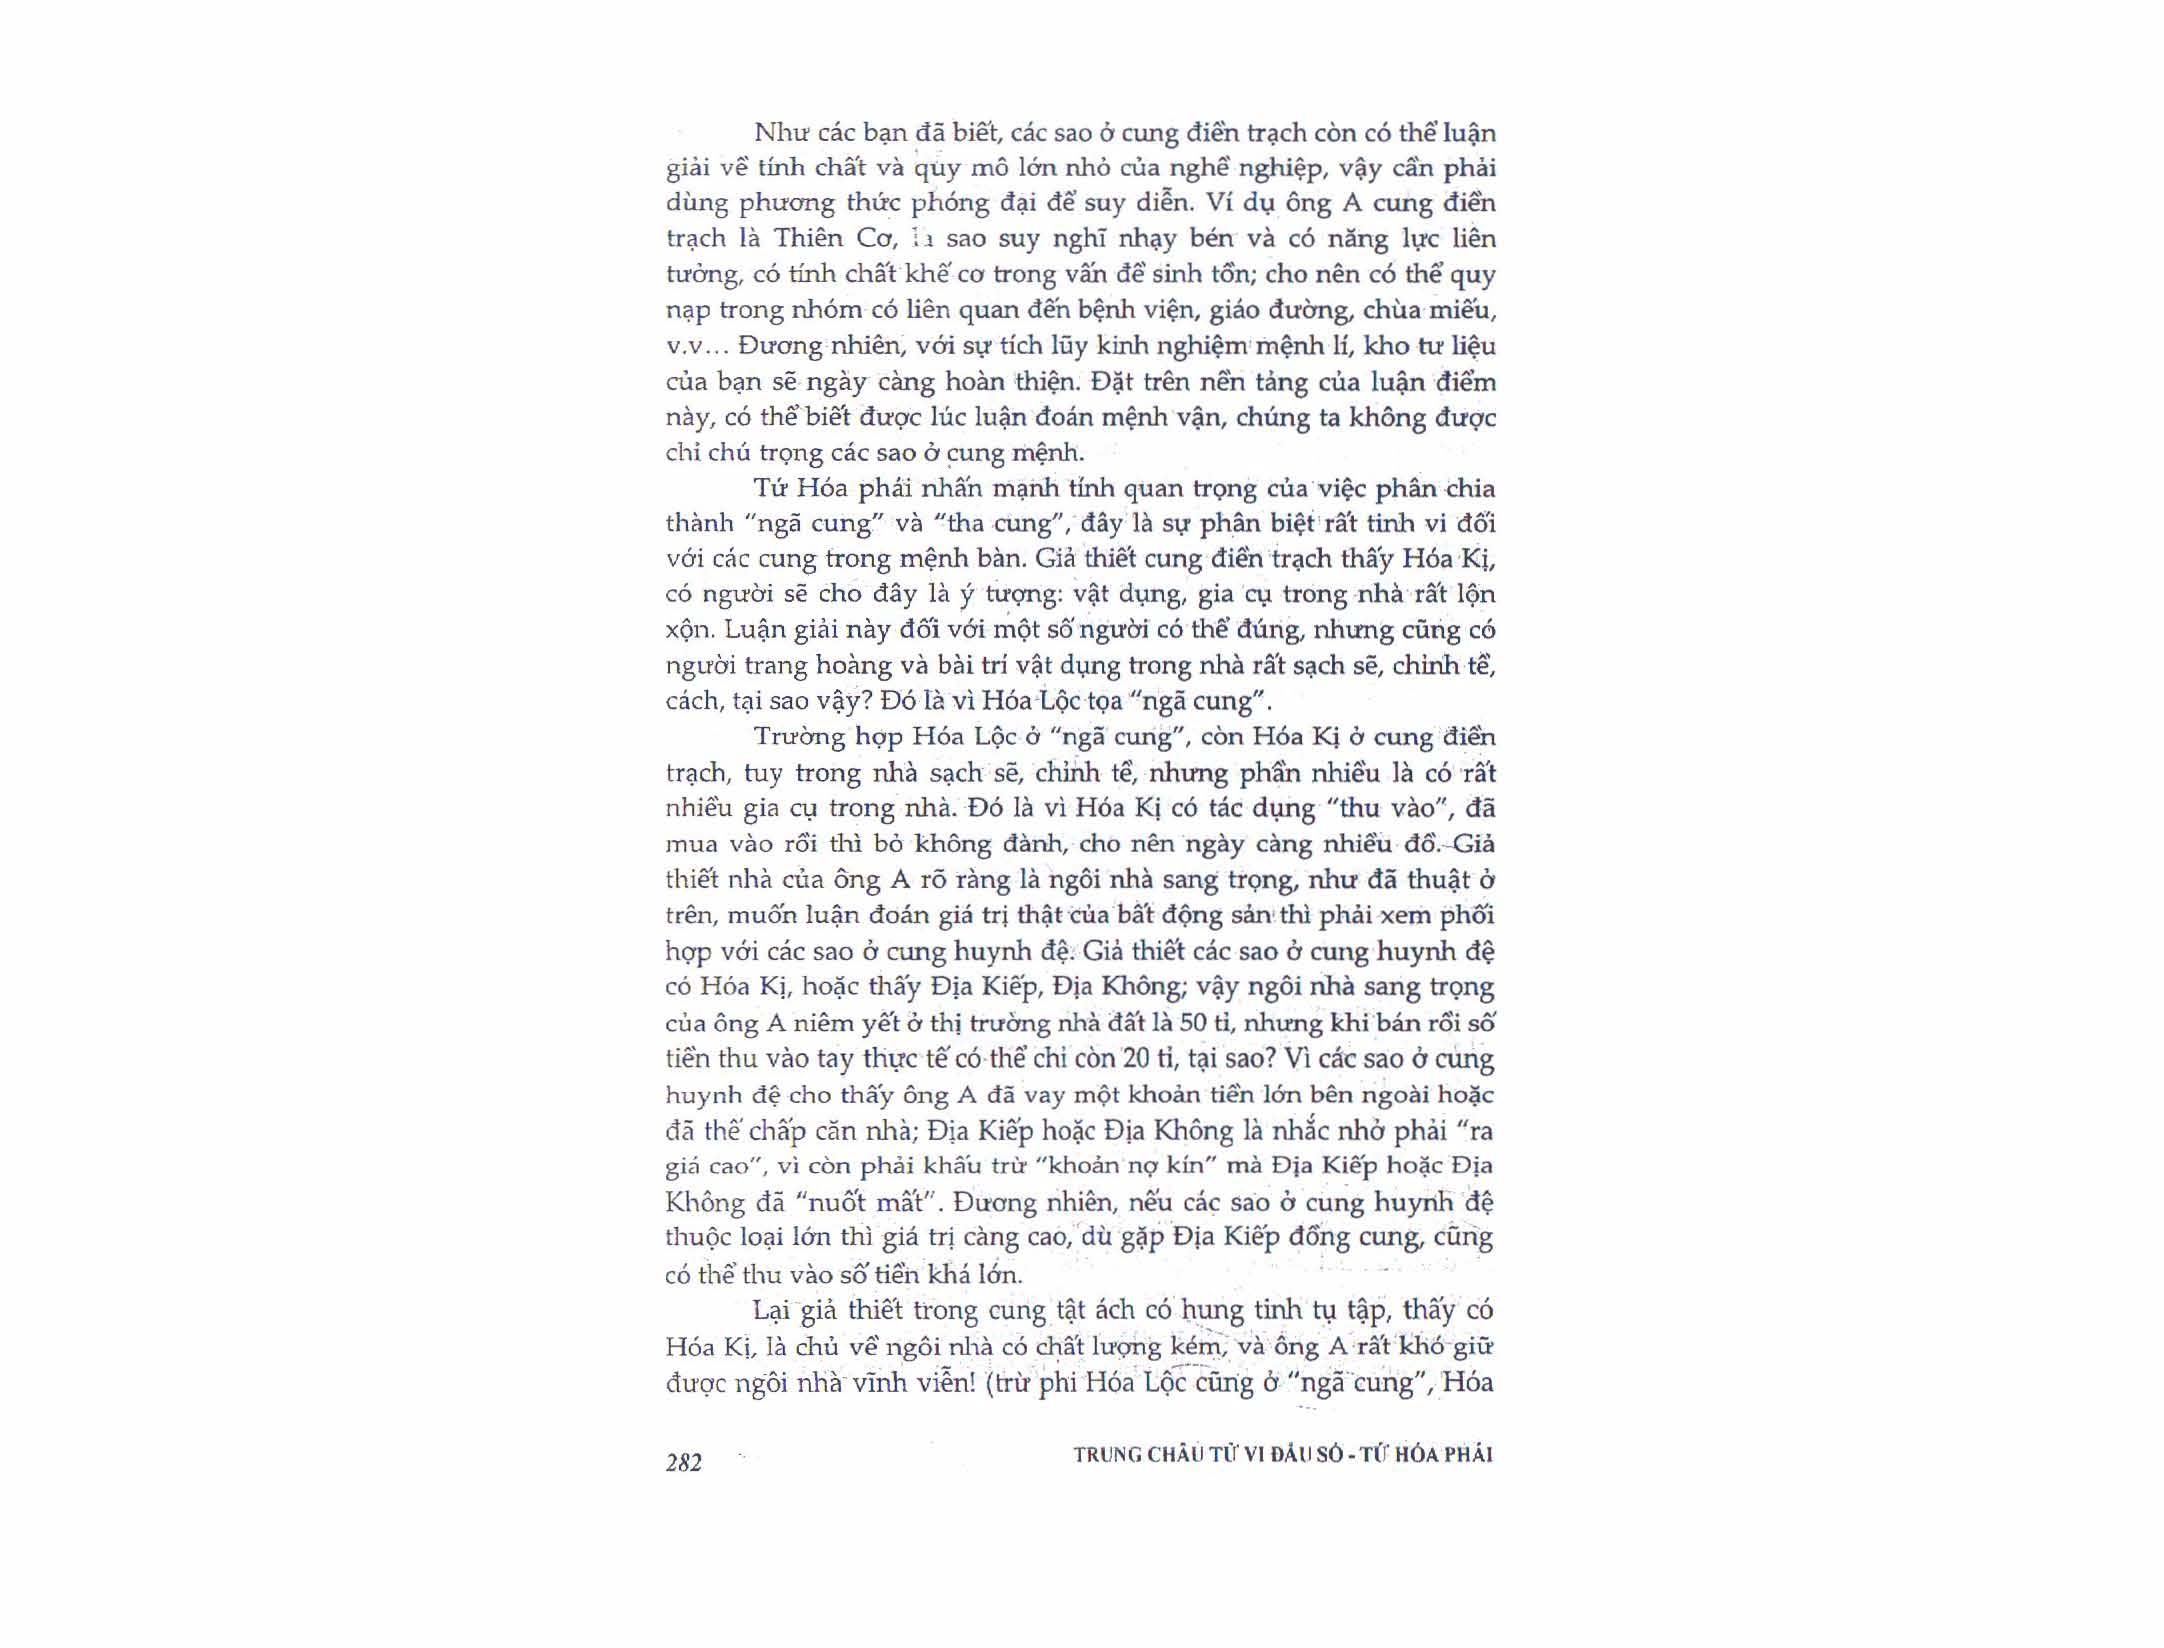 Như các bạn đã biết, các sao ở cung điền trạch còn có thể luận
giải về tính chất và quy mô lớn nhỏ của nghề nghiệp, vậy cần phải
dùng phương thức phóng đại để suy diễn. Ví dụ ông A cung điền
trạch là Thiên Cơ, là sao suy nghĩ nhạy bén và có năng lực liên
tưởng, có tính chất khế cơ trong vấn đề sinh tồn; cho nên có thể quy
nạp trong nhóm có liên quan đến bệnh viện, giáo đường, chùa miếu,
v.v... Đương nhiên, với sự tích lũy kinh nghiệm mệnh lí, kho tư liệu
của bạn sẽ ngày càng hoàn thiện. Đặt trên nền tảng của luận điểm
này, có thể biết được lúc luận đoán mệnh vận, chúng ta không được
chỉ chú trọng các sao ở cung mệnh.
Tứ Hóa phái nhấn mạnh tính quan trọng của việc phân chia
thành "ngã cung" và "tha cung", đây là sự phân biệt rất tinh vi đối
với các cung trong mệnh bàn. Giả thiết cung điền trạch thấy Hóa Kị,
có người sẽ cho đây là ý tượng: vật dụng, gia cụ trong nhà rất lộn
xộn. Luận giải này đối với một số người có thể đúng, nhưng cũng có
người trang hoàng và bài trí vật dụng trong nhà rất sạch sẽ, chỉnh tề,
cách, tại sao vậy? Đó là vì Hóa Lộc tọa "ngã cung".
Trường hợp Hóa Lộc ở "ngã cung", còn Hóa Kị ở cung điền
trạch, tuy trong nhà sạch sẽ, chỉnh tề, nhưng phần nhiều là có rất
nhiều gia cụ trong nhà. Đó là vì Hóa Kị có tác dụng "thu vào", đã
mua vào rồi thì bỏ không đành, cho nên ngày càng nhiều đồ. Giả
thiết nhà của ông A rõ ràng là ngôi nhà sang trọng, như đã thuật ở
trên, muốn luận đoán giá trị thật của bất động sản thì phải xem phối
hợp với các sao ở cung huynh đệ. Giả thiết các sao ở cung huynh đệ
có Hóa Kị, hoặc thấy Địa Kiếp, Địa Không; vậy ngôi nhà sang trọng
của ông A niêm yết ở thị trường nhà đất là 50 tỉ, nhưng khi bán rồi số
tiền thu vào tay thực tế có thể chỉ còn 20 tỉ, tại sao? Vì các sao ở cung
huynh đệ cho thấy ông A đã vay một khoản tiền lớn bên ngoài hoặc
đã thế chấp căn nhà; Địa Kiếp hoặc Địa Không là nhắc nhở phải "ra
giá cao", vì còn phải khấu trừ "khoản nợ kín" mà Địa Kiếp hoặc Địa
Không đã "nuốt mất". Đương nhiên, nếu các sao ở cung huynh đệ
thuộc loại lớn thì giá trị càng cao, dù gặp Địa Kiếp đồng cung, cũng
có thể thu vào số tiền khá lớn.
Lại giả thiết trong cung tật ách có hung tinh tụ tập, thấy có
Hóa Kị, là chủ về ngôi nhà có chất lượng kém, và ông A rất khó giữ
được ngôi nhà vĩnh viễn! (trừ phi Hóa Lộc cũng ở "ngã cung", Hóa
282
TRUNG CHÂU TỬ VI ĐẨU SỐ - TỨ HÓA PHÁI